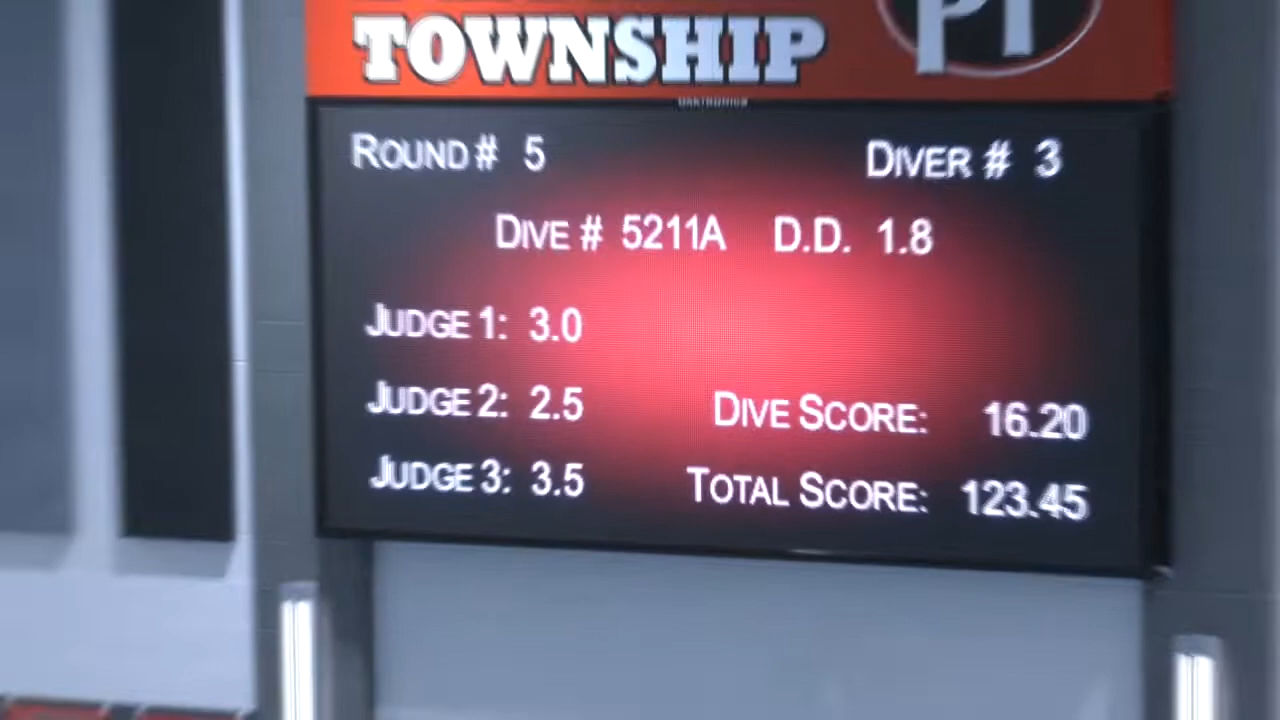 TOWNSHIP
PT
DAKTRONICS
ROUND # 5
DIVER # 3
DIVE # 5211A D.D. 1.8
JUDGE 1: 3.0
JUDGE 2: 2.5
DIVE SCORE: 16.20
JUDGE 3: 3.5
TOTAL SCORE: 123.45